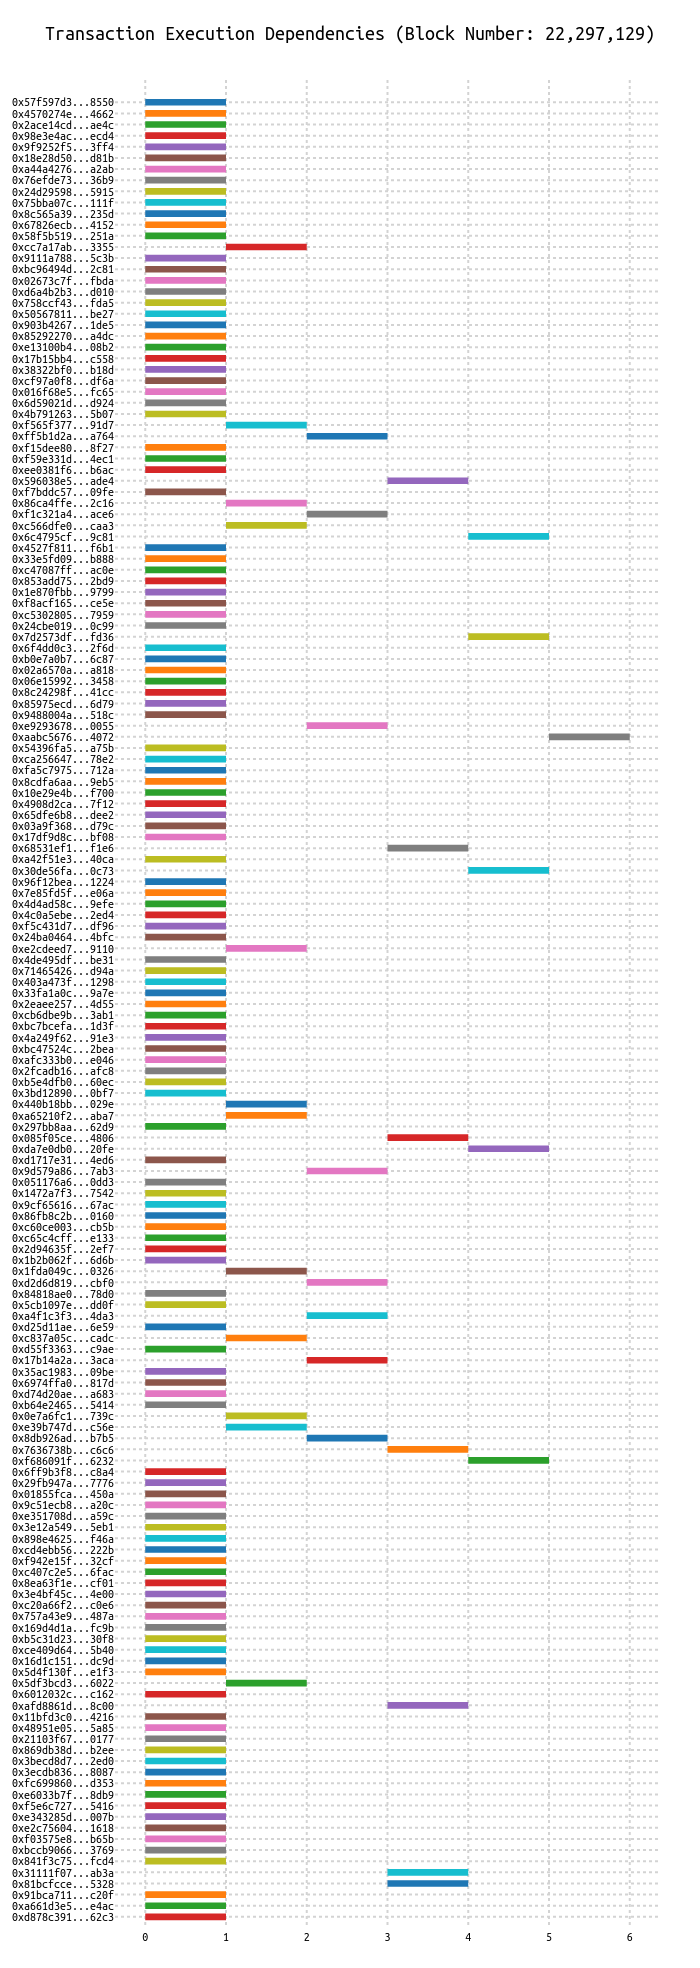 Transaction Execution Dependencies (Block Number: 22,297,129)
0x57f597d3...8550
0x4570274e...4662
0x2ace14cd...ae4c
0x98e3e4ac...ecd4
0x9f9252f5...3ff4
0x18e28d50...d81b
0xa44a4276...a2ab
0x76efde73...36b9
0x24d29598...5915
0x75bba07c...111f
0x8c565a39...235d
0x67826ecb...4152
0x58f5b519...251a
0xcc7a17ab...3355
0x9111a788...5c3b
0xbc96494d...2c81
0x02673c7f...fbda
0xd6a4b2b3...d010
0x758ccf43...fda5
0x50567811...be27
0x903b4267...1de5
0x85292270...a4dc
0xe13100b4...08b2
0x17b15bb4...c558
0x38322bf0...b18d
0xcf97a0f8...df6a
0x016f68e5...fc65
0x6d59021d...d924
0x4b791263...5b07
0xf565f377...91d7
0xff5b1d2a...a764
0xf15dee80...8f27
0xf59e331d...4ec1
0xee0381f6...b6ac
0x596038e5...ade4
0xf7bddc57...09fe
0x86ca4ffe...2c16
0xf1c321a4...ace6
0xc566dfe0...caa3
0x6c4795cf...9c81
0x4527f811...f6b1
0x33e5fd09...b888
0xc47087ff...ac0e
0x853add75...2bd9
0x1e870fbb...9799
0xf8acf165...ce5e
0xc5302805...7959
0x24cbe019...0c99
0x7d2573df...fd36
0x6f4dd0c3...2f6d
0xb0e7a0b7...6c87
0x02a6570a...a818
0x06e15992...3458
0x8c24298f...41cc
0x85975ecd...6d79
0x9488004a...518c
0xe9293678...0055
0xaabc5676...4072
0x54396fa5...a75b
0xca256647...78e2
0xfa5c7975...712a
0x8cdfa6aa...9eb5
0x10e29e4b...f700
0x4908d2ca...7f12
0x65dfe6b8...dee2
0x03a9f368...d79c
0x17df9d8c...bf08
0x68531ef1...f1e6
0xa42f51e3...40ca
0x30de56fa...0c73
0x96f12bea...1224
0x7e85fd5f...e06a
0x4d4ad58c...9efe
0x4c0a5ebe...2ed4
0xf5c431d7...df96
0x24ba0464...4bfc
0xe2cdeed7...9110
0x4de495df...be31
0x71465426...d94a
0x403a473f...1298
0x33fa1a0c...9a7e
0x2eaee257...4d55
0xcb6dbe9b...3ab1
0xbc7bcefa...1d3f
0x4a249f62...91e3
0xbc47524c...2bea
0xafc333b0...e046
0x2fcadb16...afc8
0xb5e4dfb0...60ec
0x3bd12890...0bf7
0x440b18bb...029e
0xa65210f2...aba7
0x297bb8aa...62d9
0x085f05ce...4806
0xda7e0db0...20fe
0xd1717e31...4ed6
0x9d579a86...7ab3
0x051176a6...0dd3
0x1472a7f3...7542
0x9cf65616...67ac
0x86fb8c2b...0160
0xc60ce003...cb5b
0xc65c4cff...e133
0x2d94635f...2ef7
0x1b2b062f...6d6b
0x1fda049c...0326
0xd2d6d819...cbf0
0x84818ae0...78d0
0x5cb1097e...dd0f
0xa4f1c3f3...4da3
0xd25d11ae...6e59
0xc837a05c...cadc
0xd55f3363...c9ae
0x17b14a2a...3aca
0x35ac1983...09be
0x6974ffa0...817d
0xd74d20ae...a683
0xb64e2465...5414
0x0e7a6fc1...739c
0xe39b747d...c56e
0x8db926ad...b7b5
0x7636738b...c6c6
0xf686091f...6232
0x6ff9b3f8...c8a4
0x29fb947a...7776
0x01855fca...450a
0x9c51ecb8...a20c
0xe351708d...a59c
0x3e12a549...5eb1
0x898e4625...f46a
0xcd4ebb56...222b
0xf942e15f...32cf
0xc407c2e5...6fac
0x8ea63f1e...cf01
0x3e4bf45c...4e00
0xc20a66f2...c0e6
0x757a43e9...487a
0x169d4d1a...fc9b
0xb5c31d23...30f8
0xce409d64...5b40
0x16d1c151...dc9d
0x5d4f130f...e1f3
0x5df3bcd3...6022
0x6012032c...c162
0xafd8861d...8c00
0x11bfd3c0...4216
0x48951e05...5a85
0x21103f67...0177
0x869db38d...b2ee
0x3becd8d7...2ed0
0x3ecdb836...8087
0xfc699860...d353
0xe6033b7f...8db9
0xf5e6c727...5416
0xe343285d...007b
0xe2c75604...1618
0xf03575e8...b65b
0xbccb9066...3769
0x841f3c75...fcd4
0x31111f07...ab3a
0x81bcfcce...5328
0x91bca711...c20f
0xa661d3e5...e4ac
0xd878c391...62c3
0 1 2 3 4 5 6